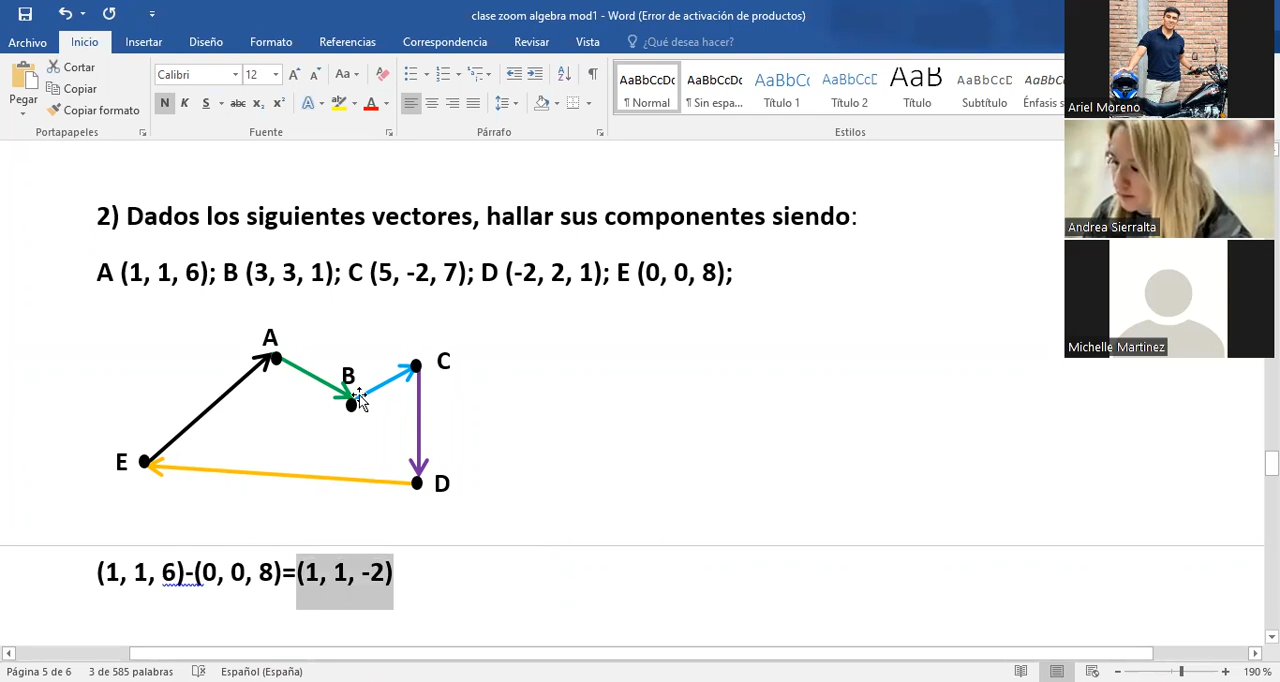 clase zoom algebra mod1 - Word (Error de activación de productos)
Archivo Inicio Insertar Diseño Formato Referencias Correspondenc Revisar Vista ¿Qué desea hacer?
Pegar
Cortar
Copiar
Copiar formato
Portapapeles
Calibri 12
Aa
N K S abc x₂ x²
A A
Fuente
Párrafo
AaBbCcDc AaBbCcDc AaBbCc AaBbCcD AaB AaBbCcD AaBbCc
¶ Normal ¶ Sin espa... Título 1 Título 2 Título Subtítulo Énfasis s
Estilos
Ariel Moreno
Andrea Sierralta
Michelle Martinez
2) Dados los siguientes vectores, hallar sus componentes siendo:
A (1, 1, 6); B (3, 3, 1); C (5, -2, 7); D (-2, 2, 1); E (0, 0, 8);
A
B
C
E
D
(1, 1, 6)-(0, 0, 8)=(1, 1, -2)
Página 5 de 6 3 de 585 palabras Español (España) 190 %